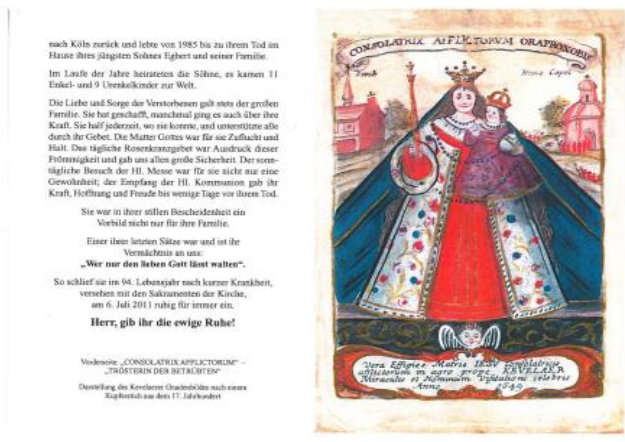 nach Köln zurück und lebte von 1985 bis zu ihrem Tod im
Hause ihres jüngsten Sohnes Egbert und seiner Familie.
Im Laufe der Jahre heirateten die Söhne, es kamen 11
Enkel- und 9 Urenkelkinder zur Welt.
Die Liebe und Sorge der Verstorbenen galt stets der großen
Familie. Sie hat geschafft, manchmal ging es auch über ihre
Kraft. Sie half jederzeit, wo sie konnte, und unterstützte alle
durch ihr Gebet. Die Mutter Gottes war für sie Zuflucht und
Halt. Das tägliche Rosenkranzgebet war Ausdruck dieser
Frömmigkeit und gab uns allen große Sicherheit. Der sonn-
tägliche Besuch der Hl. Messe war für sie nicht nur eine
Gewohnheit; der Empfang der Hl. Kommunion gab ihr
Kraft, Hoffnung und Freude bis wenige Tage vor ihrem Tod.
Sie war in ihrer stillen Bescheidenheit ein
Vorbild nicht nur für ihre Familie.
Einer ihrer letzten Sätze war und ist ihr
Vermächtnis an uns:
„Wer nur den lieben Gott lässt walten“.
So schlief sie im 94. Lebensjahr nach kurzer Krankheit,
versehen mit den Sakramenten der Kirche,
am 6. Juli 2011 ruhig für immer ein.
Herr, gib ihr die ewige Ruhe!
Vorderseite: „CONSOLATRIX AFFLICTORUM“ –
„TRÖSTERIN DER BETRÜBTEN“
Darstellung des Kevelaerer Gnadenbildes nach einem
Kupferstich aus dem 17. Jahrhundert
CONSOLATRIX AFFLICTORVM ORA PRO NOBIS
Kirch
Capel
Vera Effigies Matris IESV Consolatricis
afflictorum in agro prope KEVELAER
Miraculis et Hominum Visitatione celebris
Anno 1649